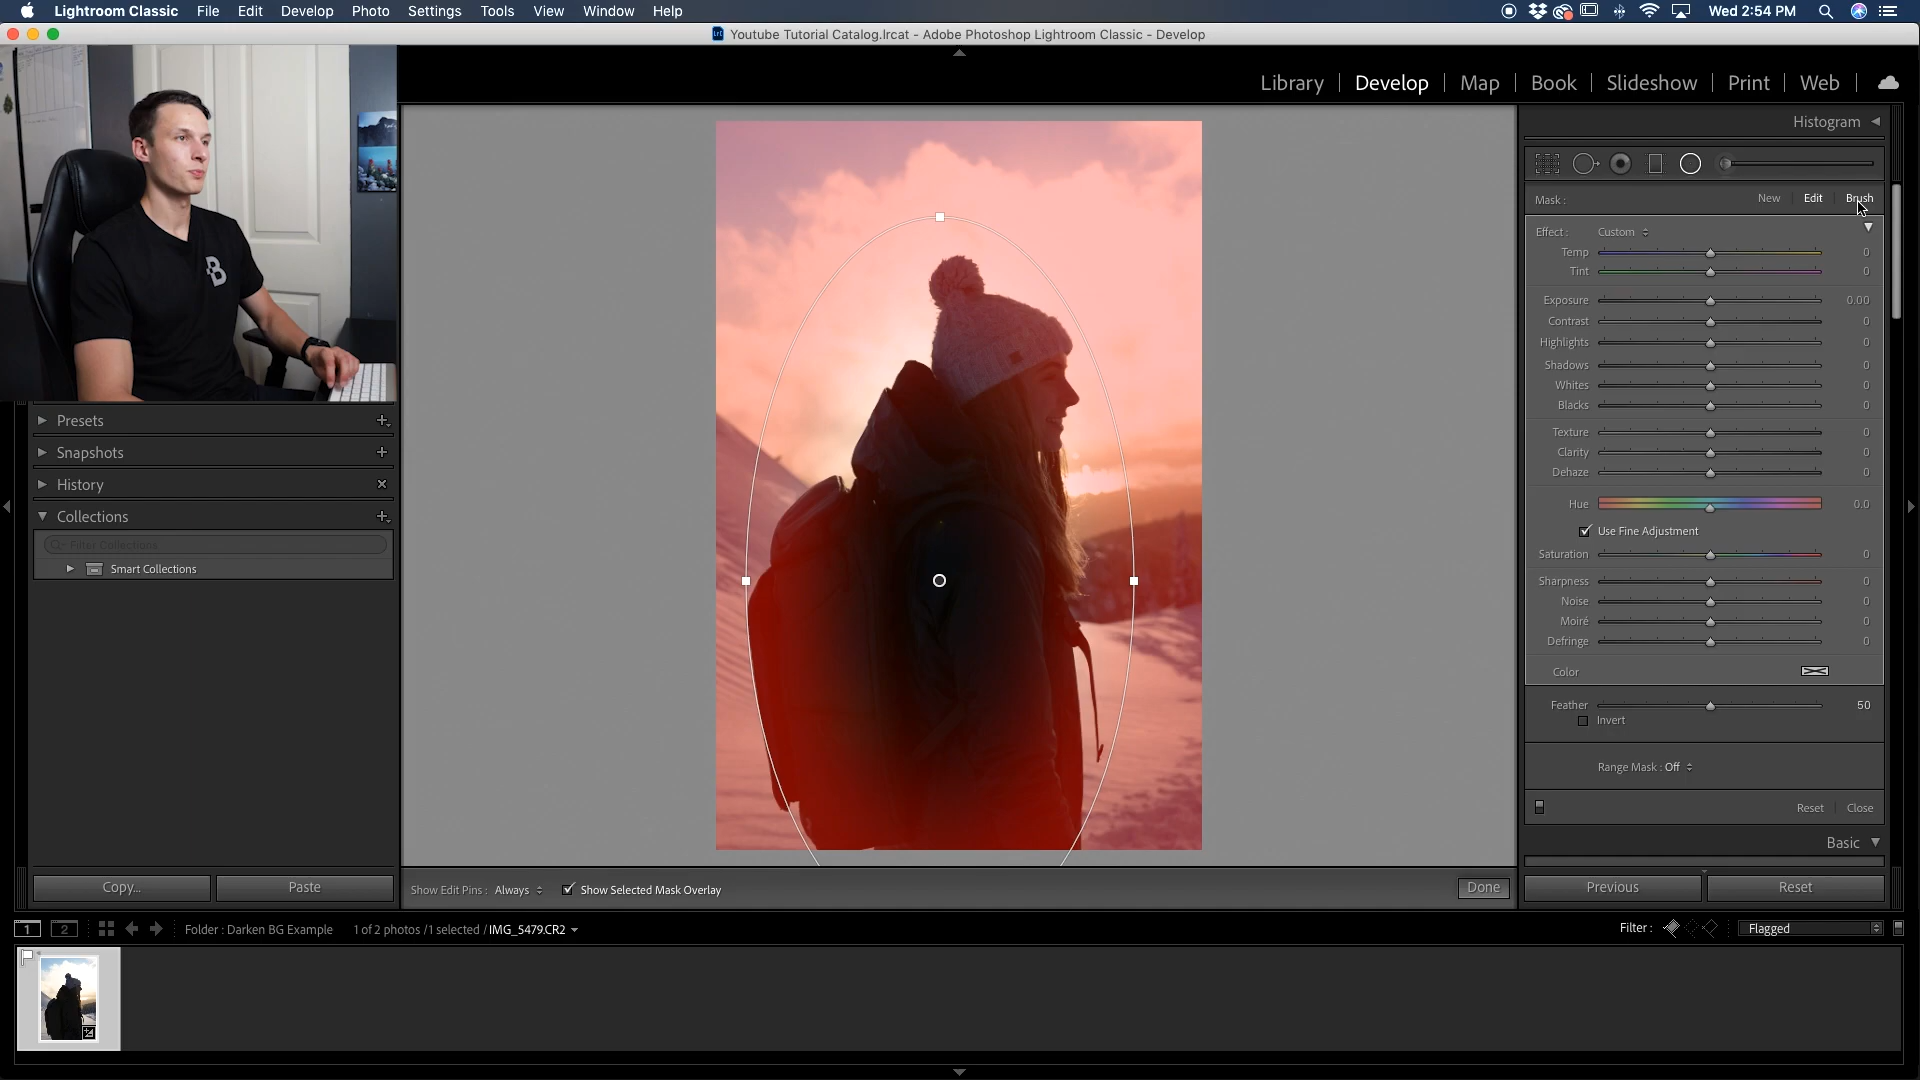 Lightroom Classic File Edit Develop Photo Settings Tools View Window Help Wed 2:54 PM
Youtube Tutorial Catalog.lrcat - Adobe Photoshop Lightroom Classic - Develop
Library Develop Map Book Slideshow Print Web
Histogram
Mask : New Edit Brush
Effect : Custom
Temp 0
Tint 0
Exposure 0.00
Contrast 0
Highlights 0
Shadows 0
Whites 0
Blacks 0
Texture 0
Clarity 0
Dehaze 0
Hue 0.0
Use Fine Adjustment
Saturation 0
Sharpness 0
Noise 0
Moiré 0
Defringe 0
Color
Feather 50
Invert
Range Mask : Off
Reset Close
Basic
Previous Reset
Presets
Snapshots
History
Collections
Filter Collections
Smart Collections
Copy... Paste
Show Edit Pins : Always Show Selected Mask Overlay Done
1 2 Folder : Darken BG Example 1 of 2 photos /1 selected / IMG_5479.CR2 Filter : Flagged
B